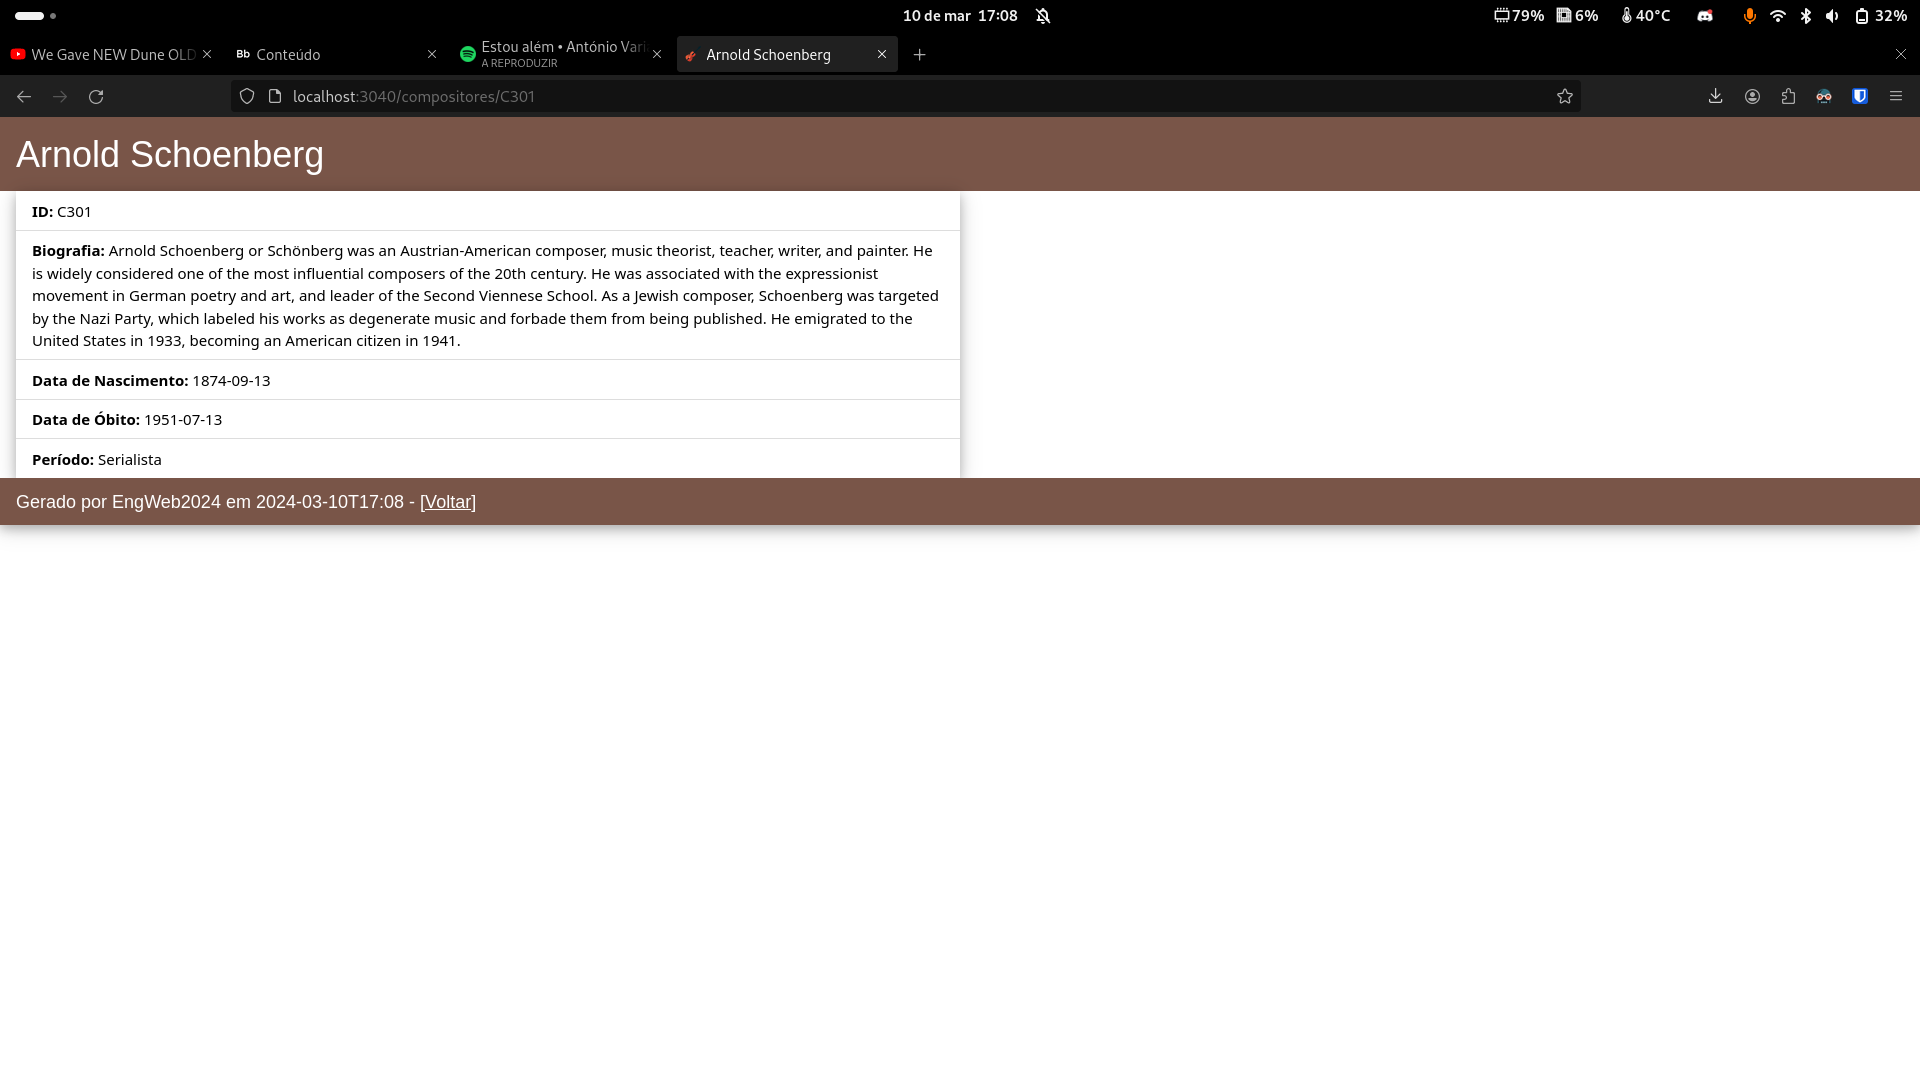 10 de mar 17:08
79% 6% 40°C 32%
We Gave NEW Dune OLD
Bb Conteúdo
Estou além • António Vari
A REPRODUZIR
Arnold Schoenberg
localhost:3040/compositores/C301
Arnold Schoenberg
ID: C301
Biografia: Arnold Schoenberg or Schönberg was an Austrian-American composer, music theorist, teacher, writer, and painter. He
is widely considered one of the most influential composers of the 20th century. He was associated with the expressionist
movement in German poetry and art, and leader of the Second Viennese School. As a Jewish composer, Schoenberg was targeted
by the Nazi Party, which labeled his works as degenerate music and forbade them from being published. He emigrated to the
United States in 1933, becoming an American citizen in 1941.
Data de Nascimento: 1874-09-13
Data de Óbito: 1951-07-13
Período: Serialista
Gerado por EngWeb2024 em 2024-03-10T17:08 - [Voltar]